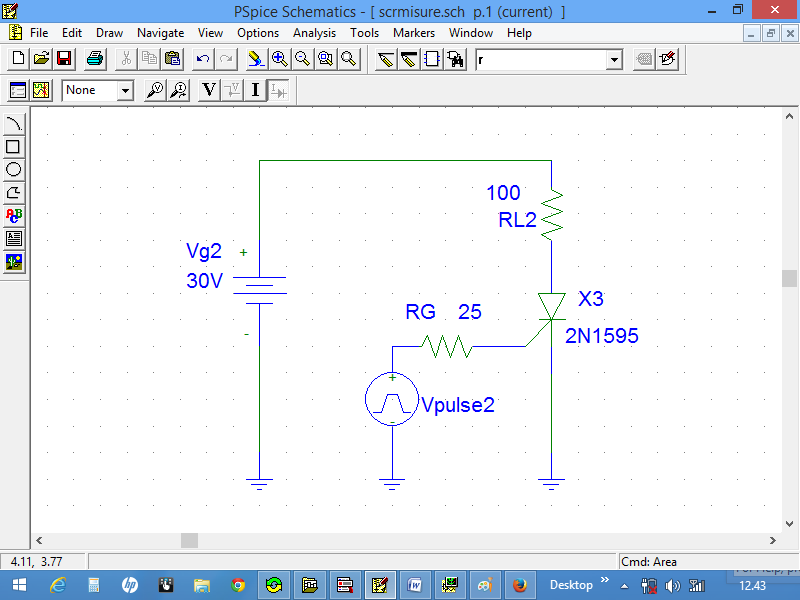 PSpice Schematics - [ scrmisure.sch  p.1 (current)  ]
File Edit Draw Navigate View Options Analysis Tools Markers Window Help
r
None
V V I I
ABC
100
RL2
Vg2 +
30V
-
X3
RG 25
2N1595
+
Vpulse2
-
4.11, 3.77
Cmd: Area
Desktop »
12.43